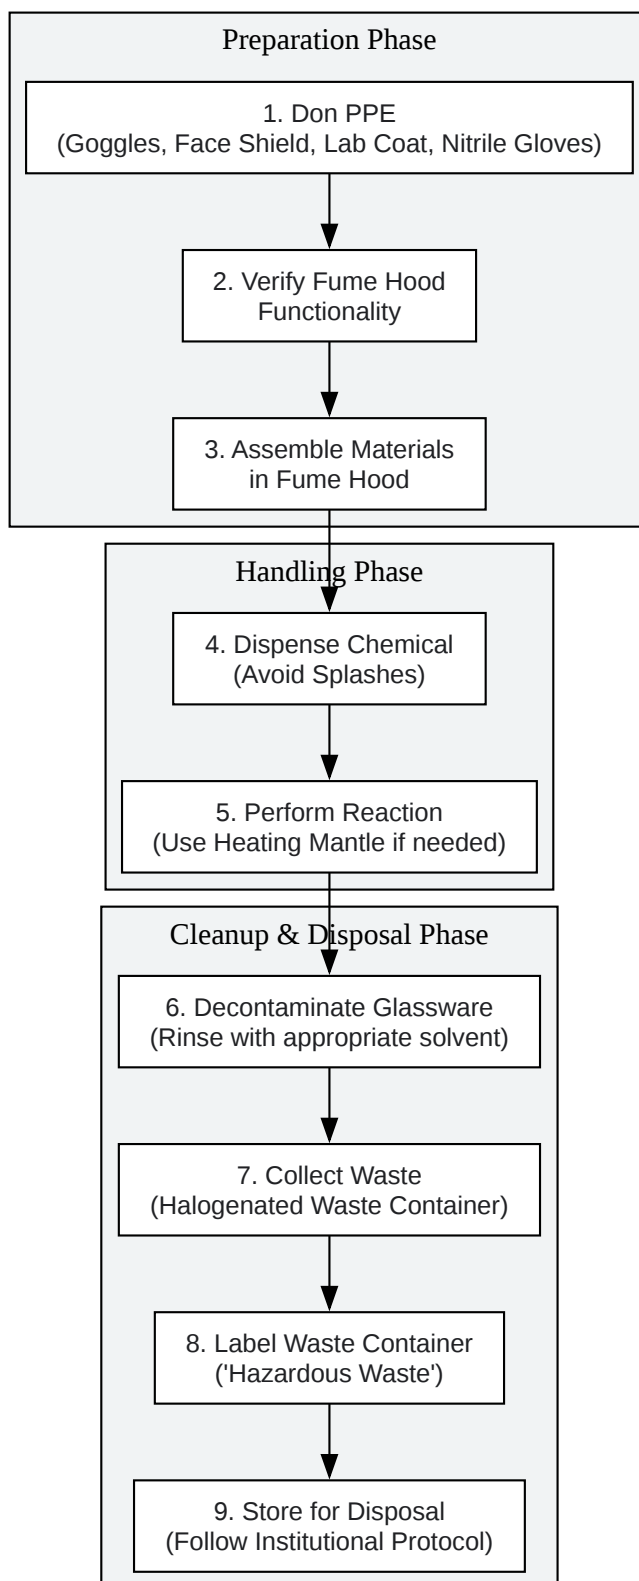 Preparation Phase
1. Don PPE
(Goggles, Face Shield, Lab Coat, Nitrile Gloves)
2. Verify Fume Hood
Functionality
3. Assemble Materials
in Fume Hood
Handling Phase
4. Dispense Chemical
(Avoid Splashes)
5. Perform Reaction
(Use Heating Mantle if needed)
Cleanup & Disposal Phase
6. Decontaminate Glassware
(Rinse with appropriate solvent)
7. Collect Waste
(Halogenated Waste Container)
8. Label Waste Container
('Hazardous Waste')
9. Store for Disposal
(Follow Institutional Protocol)